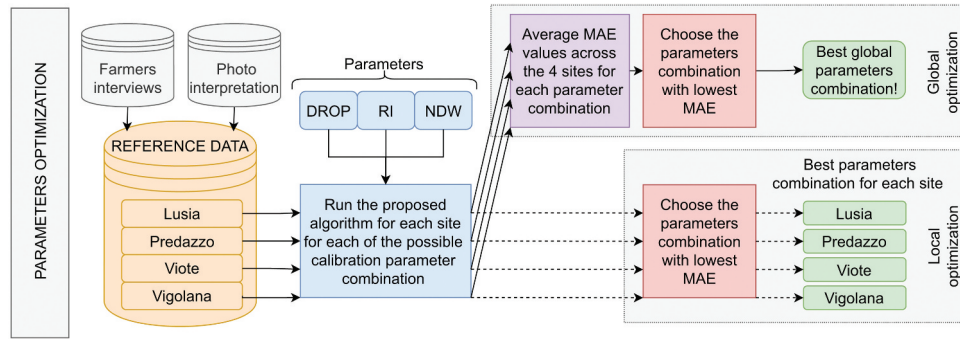 PARAMETERS OPTIMIZATION
Farmers
interviews
Photo
interpretation
REFERENCE DATA
Lusia
Predazzo
Viote
Vigolana
Parameters
DROP
RI
NDW
Run the proposed
algorithm for each site
for each of the possible
calibration parameter
combination
Average MAE
values across
the 4 sites for
each parameter
combination
Choose the
parameters
combination
with lowest
MAE
Best global
parameters
combination!
Global
optimization
Choose the
parameters
combination
with lowest
MAE
Best parameters
combination for each site
Lusia
Predazzo
Viote
Vigolana
Local
optimization